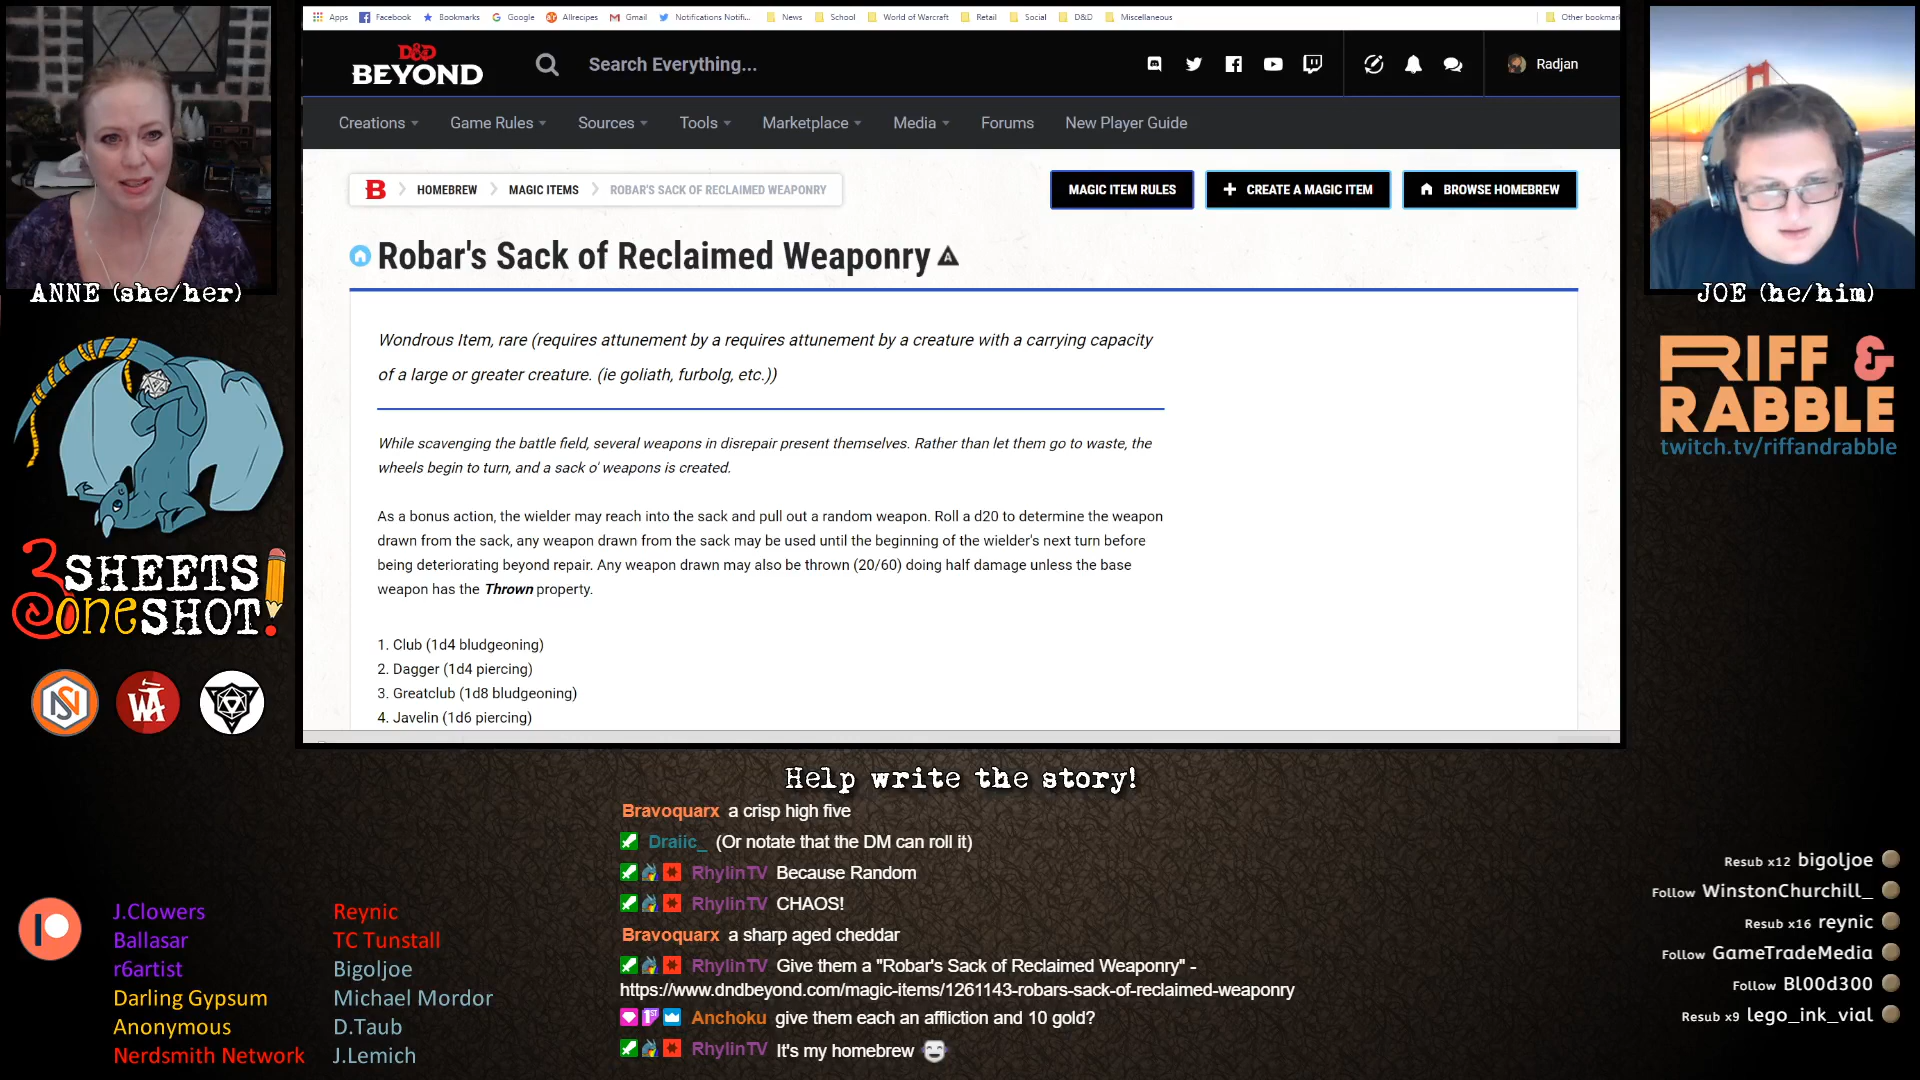 Apps Facebook Bookmarks Google Allrecipes Gmail Notifications Notifi... News School World of Warcraft Retail Social D&D Miscellaneous Other bookmar
D&D
BEYOND
Search Everything...
Radjan
Creations Game Rules Sources Tools Marketplace Media Forums New Player Guide
B HOMEBREW MAGIC ITEMS ROBAR'S SACK OF RECLAIMED WEAPONRY
MAGIC ITEM RULES
CREATE A MAGIC ITEM
BROWSE HOMEBREW
Robar's Sack of Reclaimed Weaponry
Wondrous Item, rare (requires attunement by a requires attunement by a creature with a carrying capacity
of a large or greater creature. (ie goliath, furbolg, etc.))
While scavenging the battle field, several weapons in disrepair present themselves. Rather than let them go to waste, the
wheels begin to turn, and a sack o' weapons is created.
As a bonus action, the wielder may reach into the sack and pull out a random weapon. Roll a d20 to determine the weapon
drawn from the sack, any weapon drawn from the sack may be used until the beginning of the wielder's next turn before
being deteriorating beyond repair. Any weapon drawn may also be thrown (20/60) doing half damage unless the base
weapon has the Thrown property.
1. Club (1d4 bludgeoning)
2. Dagger (1d4 piercing)
3. Greatclub (1d8 bludgeoning)
4. Javelin (1d6 piercing)
ANNE (she/her)
3 SHEETS
oneSHOT!
JOE (he/him)
RIFF &
RABBLE
twitch.tv/riffandrabble
Help write the story!
Bravoquarx a crisp high five
Draiic_ (Or notate that the DM can roll it)
RhylinTV Because Random
RhylinTV CHAOS!
Bravoquarx a sharp aged cheddar
RhylinTV Give them a "Robar's Sack of Reclaimed Weaponry" -
https://www.dndbeyond.com/magic-items/1261143-robars-sack-of-reclaimed-weaponry
Anchoku give them each an affliction and 10 gold?
RhylinTV It's my homebrew
J.Clowers
Ballasar
r6artist
Darling Gypsum
Anonymous
Nerdsmith Network
Reynic
TC Tunstall
Bigoljoe
Michael Mordor
D.Taub
J.Lemich
Resub x12 bigoljoe
Follow WinstonChurchill_
Resub x16 reynic
Follow GameTradeMedia
Follow Bl00d300
Resub x9 lego_ink_vial